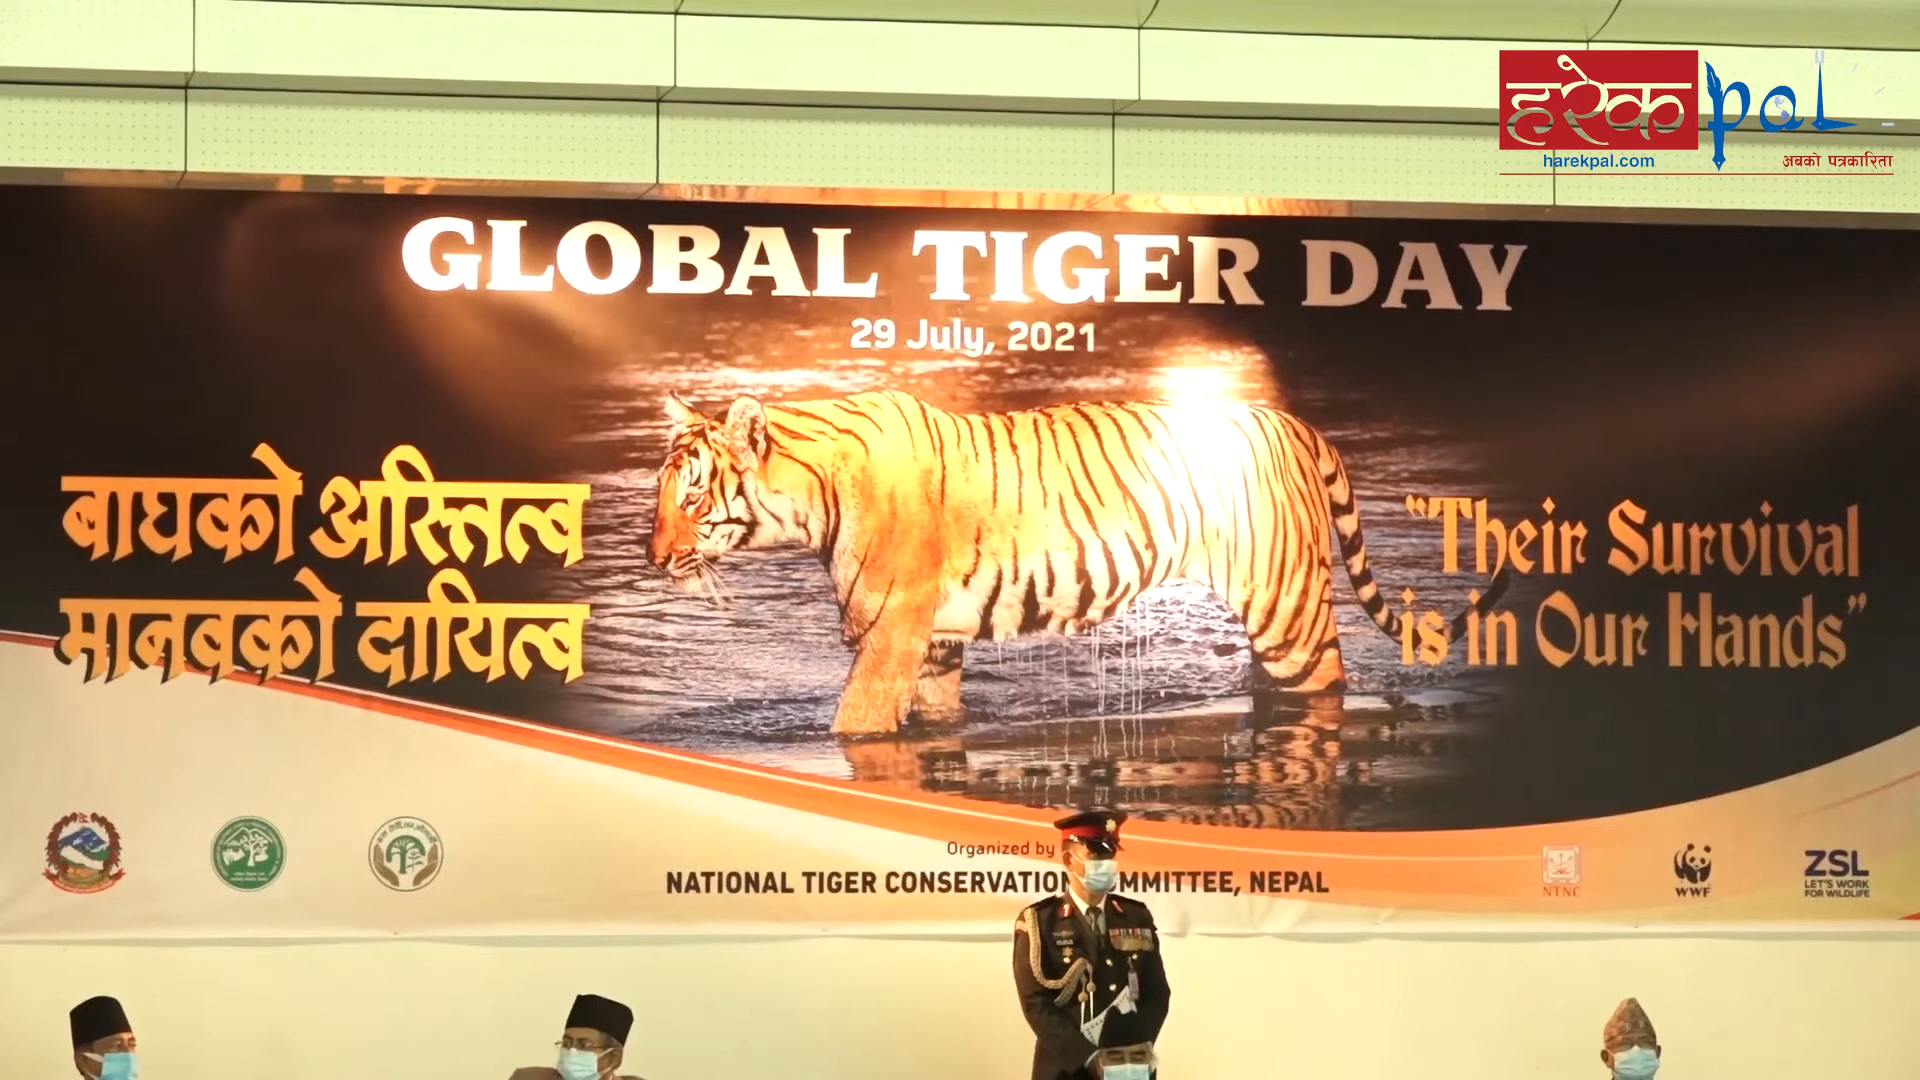 हरेक pal
harekpal.com
अबको पत्रकारिता
GLOBAL TIGER DAY
29 July, 2021
बाघको अस्तित्व
मानवको दायित्व
"Their Survival
is in Our Hands"
Organized by
NATIONAL TIGER CONSERVATION MMITTEE, NEPAL
NTNC
WWF
ZSL
LET'S WORK
FOR WILDLIFE